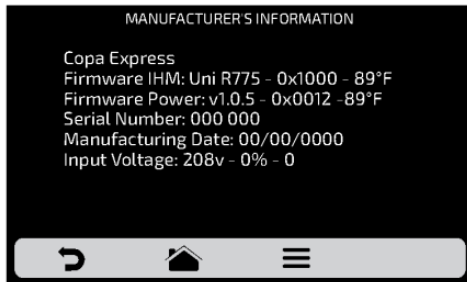 MANUFACTURER'S INFORMATION
Copa Express
Firmware IHM: Uni R775 - 0x1000 - 89°F
Firmware Power: v1.0.5 - 0x0012 -89°F
Serial Number: 000 000
Manufacturing Date: 00/00/0000
Input Voltage: 208v - 0% - 0